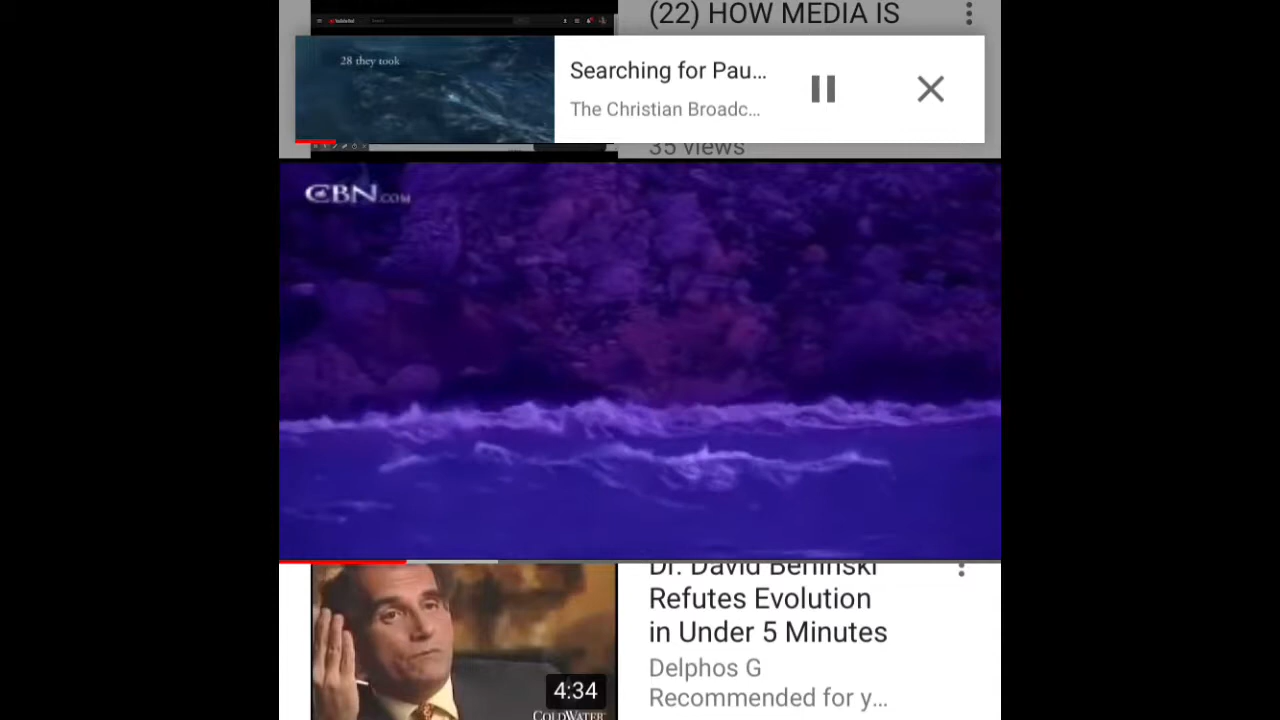 (22) HOW MEDIA IS
28 they took
Searching for Pau...
The Christian Broadc...
35 views
CBN.COM
Dr. David Berlinski
Refutes Evolution
in Under 5 Minutes
Delphos G
Recommended for y...
4:34
COLDWATER